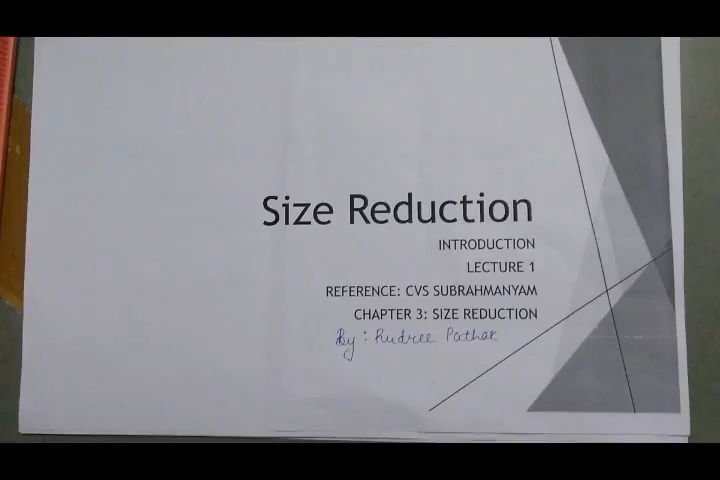 Size Reduction
INTRODUCTION
LECTURE 1
REFERENCE: CVS SUBRAHMANYAM
CHAPTER 3: SIZE REDUCTION
By : Rudree Pathak